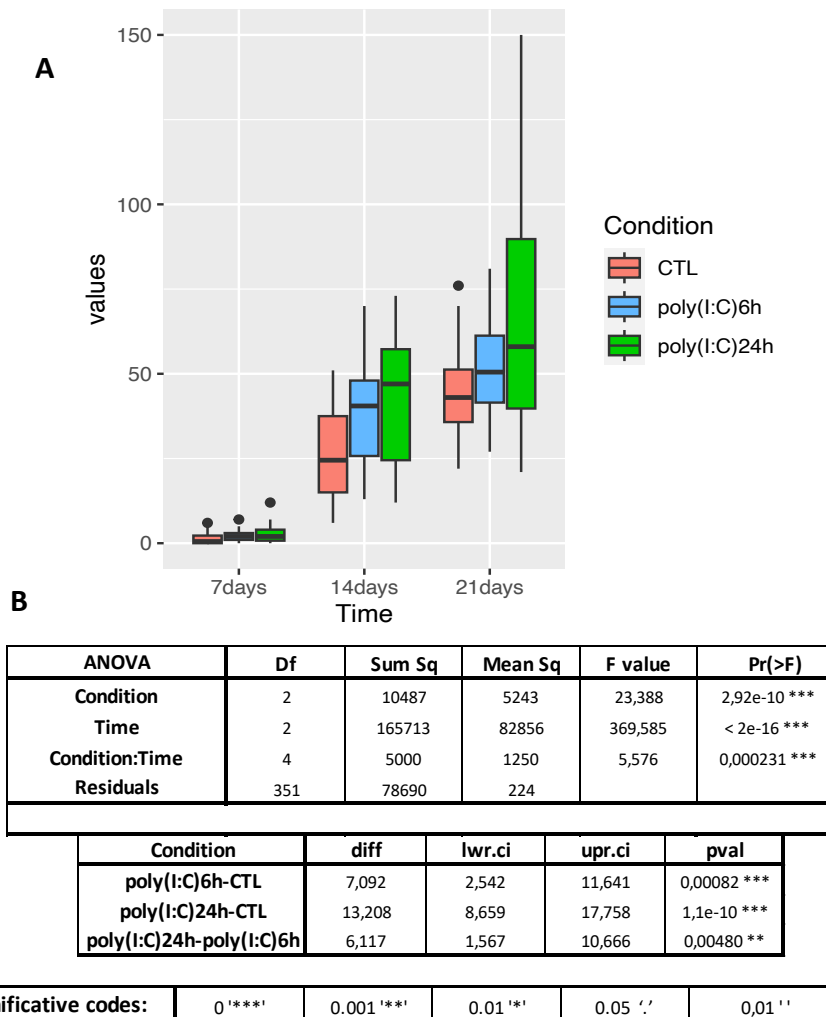 A
150
100
50
0
values
7days 14days 21days
Time
Condition
CTL
poly(I:C)6h
poly(I:C)24h
B
ANOVA Df Sum Sq Mean Sq F value Pr(>F)
Condition 2 10487 5243 23,388 2,92e-10 ***
Time 2 165713 82856 369,585 < 2e-16 ***
Condition:Time 4 5000 1250 5,576 0,000231 ***
Residuals 351 78690 224
Condition diff lwr.ci upr.ci pval
poly(I:C)6h-CTL 7,092 2,542 11,641 0,00082 ***
poly(I:C)24h-CTL 13,208 8,659 17,758 1,1e-10 ***
poly(I:C)24h-poly(I:C)6h 6,117 1,567 10,666 0,00480 **
nificative codes: 0 '***' 0.001 '**' 0.01 '*' 0.05 '.' 0,01 ' '